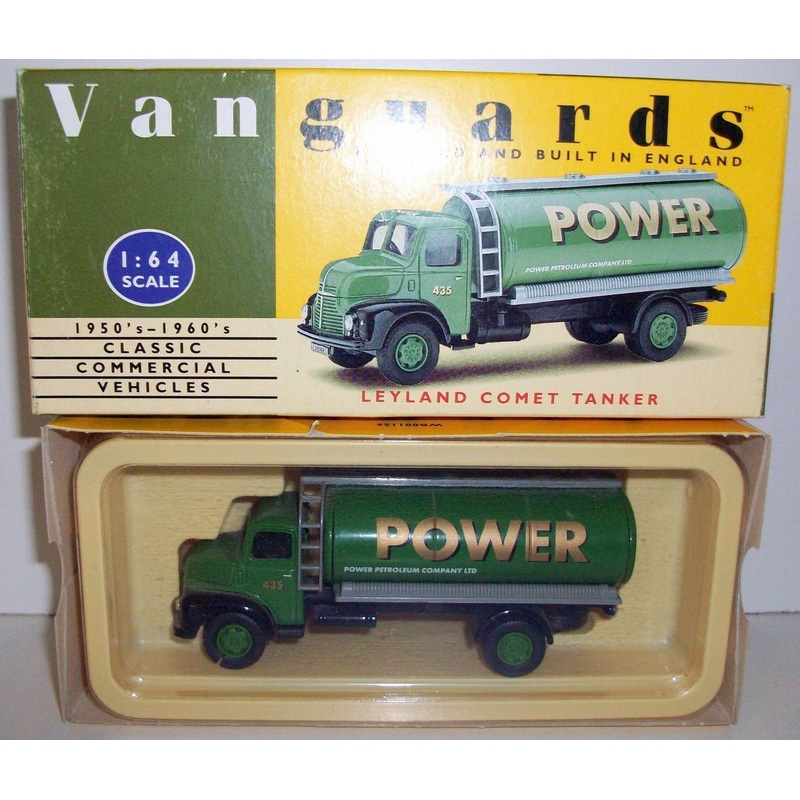 Vanguards™
AND BUILT IN ENGLAND
POWER
POWER PETROLEUM COMPANY LTD
435
1:64
SCALE
1950's–1960's
CLASSIC
COMMERCIAL
VEHICLES
LEYLAND COMET TANKER
POWER
POWER PETROLEUM COMPANY LTD
435